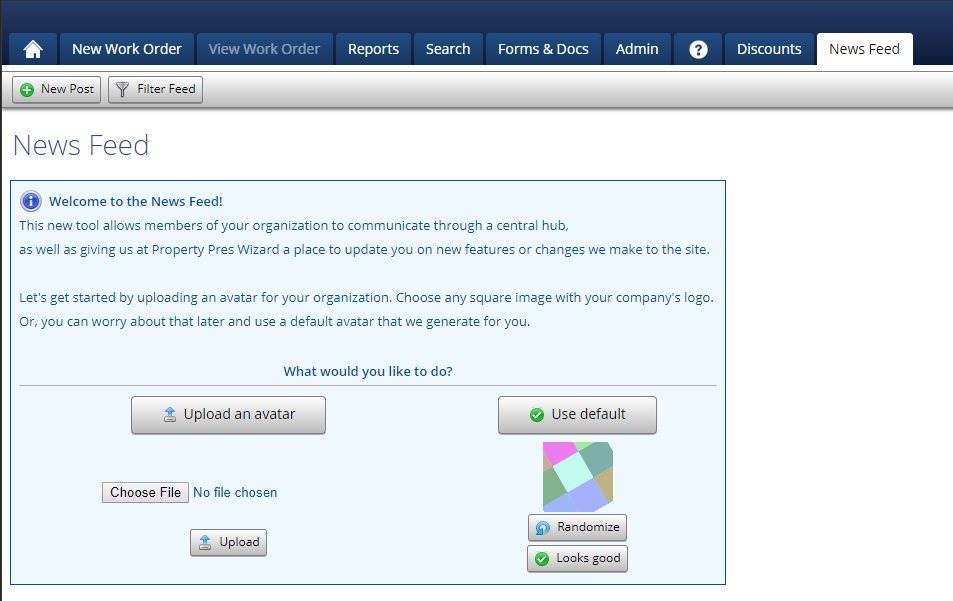 New Work Order View Work Order Reports Search Forms & Docs Admin ? Discounts News Feed
New Post Filter Feed
News Feed
Welcome to the News Feed!
This new tool allows members of your organization to communicate through a central hub,
as well as giving us at Property Pres Wizard a place to update you on new features or changes we make to the site.
Let's get started by uploading an avatar for your organization. Choose any square image with your company's logo.
Or, you can worry about that later and use a default avatar that we generate for you.
What would you like to do?
Upload an avatar Use default
Choose File No file chosen
Randomize
Upload
Looks good